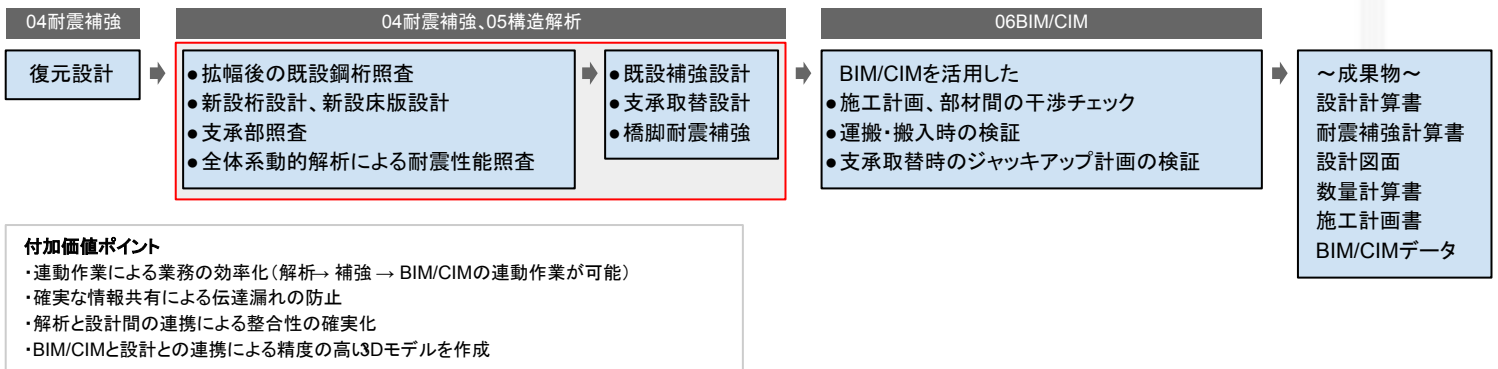 04耐震補強
復元設計
04耐震補強、05構造解析
●拡幅後の既設鋼桁照査
●新設桁設計、新設床版設計
●支承部照査
●全体系動的解析による耐震性能照査
●既設補強設計
●支承取替設計
●橋脚耐震補強
06BIM/CIM
BIM/CIMを活用した
●施工計画、部材間の干渉チェック
●運搬・搬入時の検証
●支承取替時のジャッキアップ計画の検証
～成果物～
設計計算書
耐震補強計算書
設計図面
数量計算書
施工計画書
BIM/CIMデータ
付加価値ポイント
・連動作業による業務の効率化（解析→ 補強 → BIM/CIMの連動作業が可能）
・確実な情報共有による伝達漏れの防止
・解析と設計間の連携による整合性の確実化
・BIM/CIMと設計との連携による精度の高い3Dモデルを作成